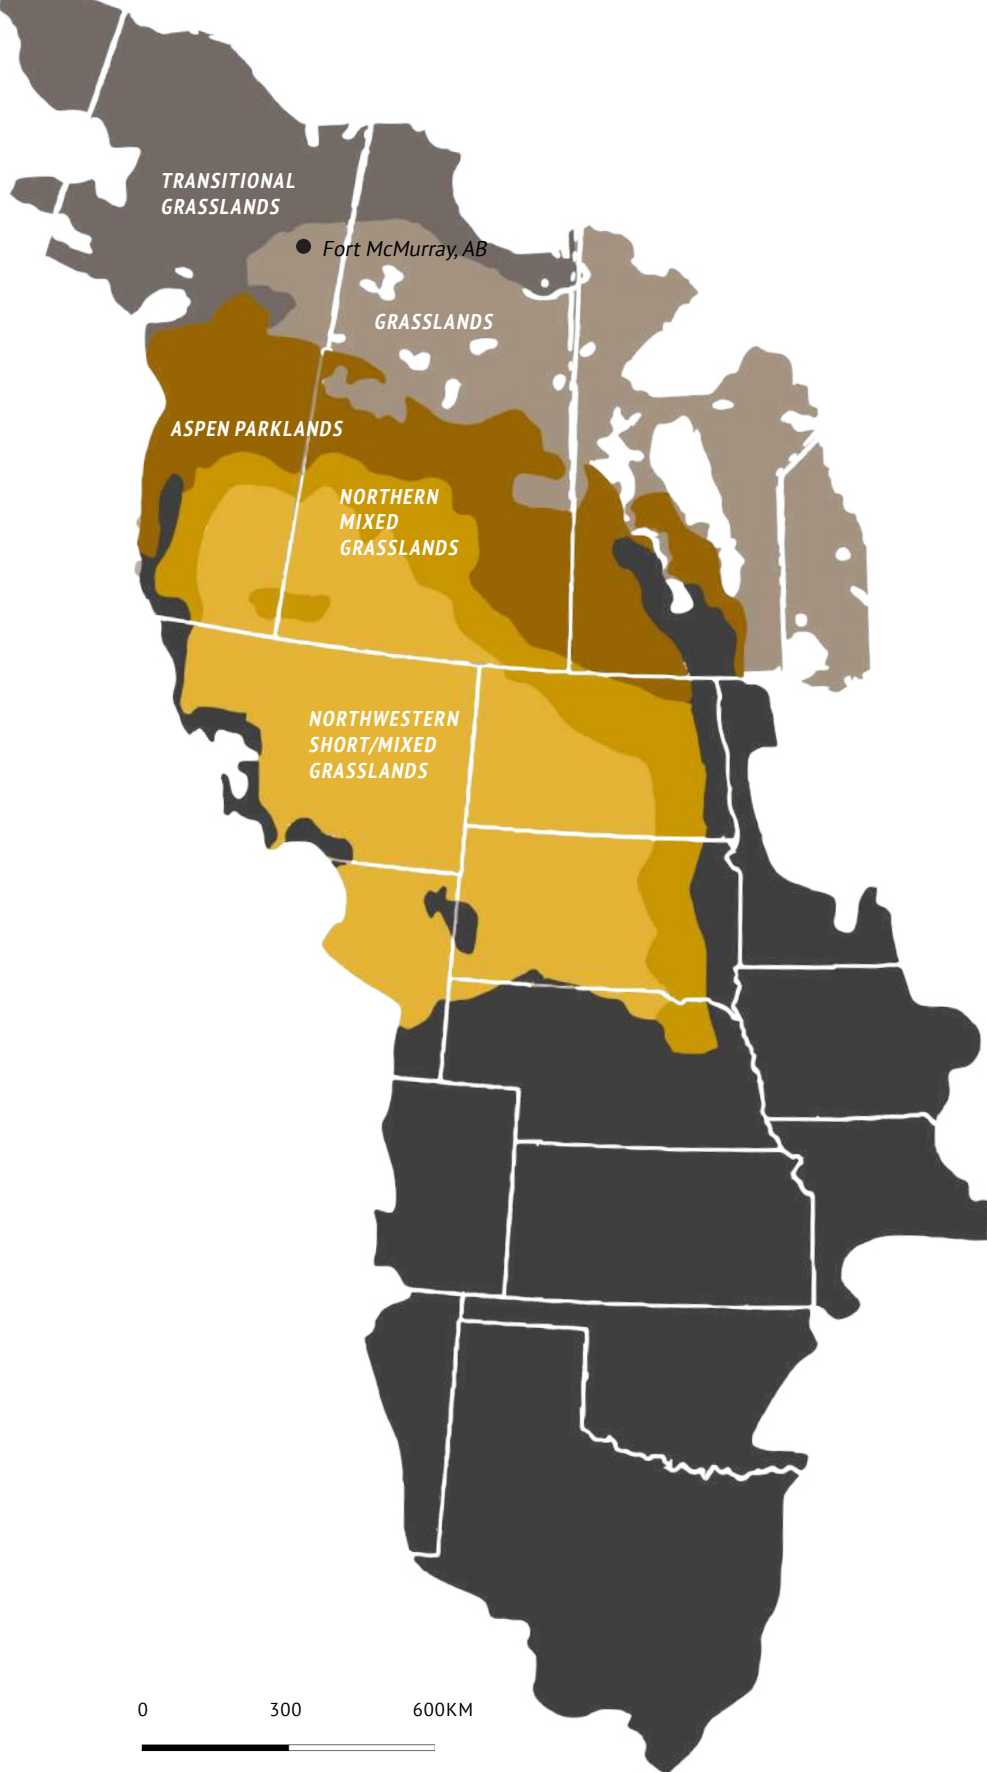 TRANSITIONAL
GRASSLANDS
Fort McMurray, AB
GRASSLANDS
ASPEN PARKLANDS
NORTHERN
MIXED
GRASSLANDS
NORTHWESTERN
SHORT/MIXED
GRASSLANDS
0 300 600KM